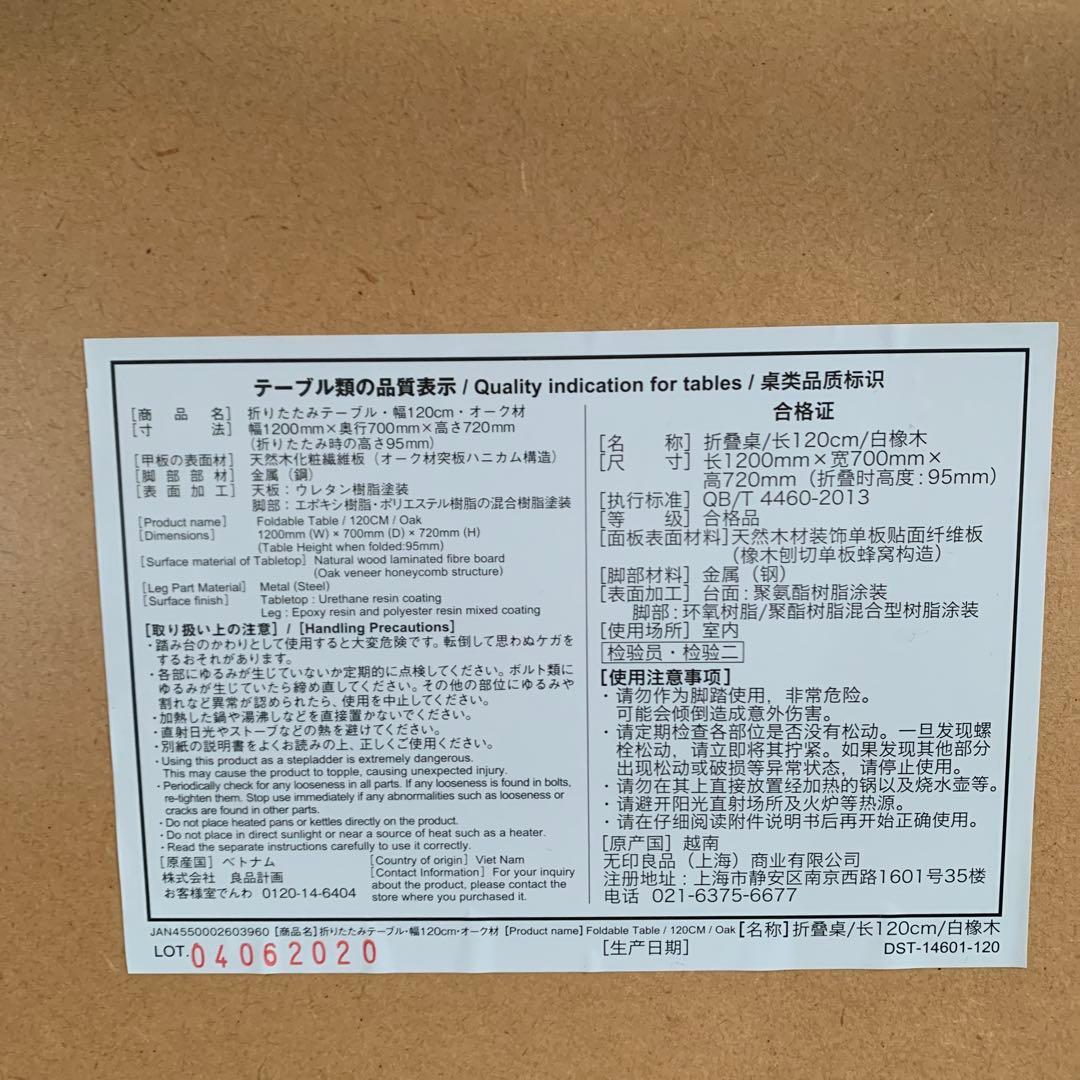 テーブル類の品質表示 / Quality indication for tables / 桌类品质标识
[商品名] 折りたたみテーブル・幅120cm・オーク材
[寸法] 幅1200mm×奥行700mm×高さ720mm
(折りたたみ時の高さ95mm)
[甲板の表面材] 天然木化粧繊維板（オーク材突板ハニカム構造）
[脚部部材] 金属（鋼）
[表面加工] 天板：ウレタン樹脂塗装
脚部：エポキシ樹脂・ポリエステル樹脂の混合樹脂塗装
[Product name] Foldable Table / 120CM / Oak
[Dimensions] 1200mm (W) × 700mm (D) × 720mm (H)
(Table Height when folded:95mm)
[Surface material of Tabletop] Natural wood laminated fibre board
(Oak veneer honeycomb structure)
[Leg Part Material] Metal (Steel)
[Surface finish] Tabletop : Urethane resin coating
Leg : Epoxy resin and polyester resin mixed coating
[取り扱い上の注意] / [Handling Precautions]
・踏み台のかわりとして使用すると大変危険です。転倒して思わぬケガを
するおそれがあります。
・各部にゆるみが生じていないか定期的に点検してください。ボルト類に
ゆるみが生じていたら締め直してください。その他の部位にゆるみや
割れなど異常が認められたら、使用を中止してください。
・加熱した鍋や湯沸しなどを直接置かないでください。
・直射日光やストーブなどの熱を避けてください。
・別紙の説明書をよくお読みの上、正しくご使用ください。
・Using this product as a stepladder is extremely dangerous.
This may cause the product to topple, causing unexpected injury.
・Periodically check for any looseness in all parts. If any looseness is found in bolts,
re-tighten them. Stop use immediately if any abnormalities such as looseness or
cracks are found in other parts.
・Do not place heated pans or kettles directly on the product.
・Do not place in direct sunlight or near a source of heat such as a heater.
・Read the separate instructions carefully to use it correctly.
[原産国] ベトナム
株式会社 良品計画
お客様室でんわ 0120-14-6404
[Country of origin] Viet Nam
[Contact Information] For your inquiry
about the product, please contact the
store where you purchased it.
合格证
[名称] 折叠桌/长120cm/白橡木
[尺寸] 长1200mm×宽700mm×
高720mm（折叠时高度:95mm）
[执行标准] QB/T 4460-2013
[等级] 合格品
[面板表面材料] 天然木材装饰单板贴面纤维板
（橡木刨切单板蜂窝构造）
[脚部材料] 金属（钢）
[表面加工] 台面：聚氨酯树脂涂装
脚部：环氧树脂/聚酯树脂混合型树脂涂装
[使用场所] 室内
检验员・检验二
[使用注意事项]
・请勿作为脚踏使用，非常危险。
可能会倾倒造成意外伤害。
・请定期检查各部位是否没有松动。一旦发现螺
栓松动，请立即将其拧紧。如果发现其他部分
出现松动或破损等异常状态，请停止使用。
・请勿在其上直接放置经加热的锅以及烧水壶等。
・请避开阳光直射场所及火炉等热源。
・请在仔细阅读附件说明书后再开始正确使用。
[原产国] 越南
无印良品（上海）商业有限公司
注册地址：上海市静安区南京西路1601号35楼
电话 021-6375-6677
JAN4550002603960 [商品名] 折りたたみテーブル・幅120cm・オーク材 [Product name] Foldable Table / 120CM / Oak [名称] 折叠桌/长120cm/白橡木
LOT. 04062020 [生产日期] DST-14601-120